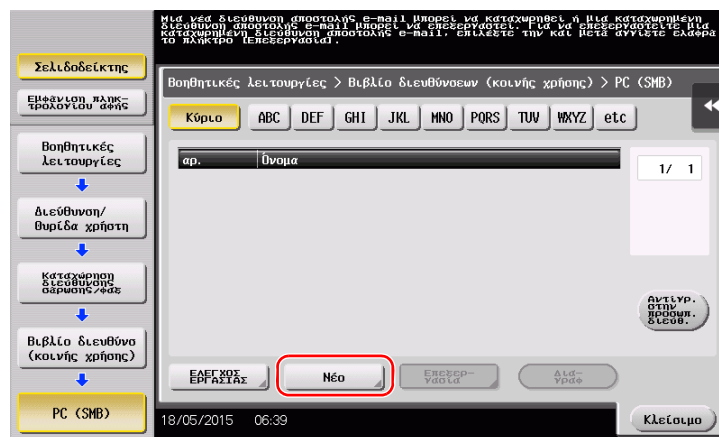 Μια νέα διεύθυνση αποστολής e-mail μπορεί να καταχωρηθεί ή μια καταχωρημένη
διεύθυνση αποστολής e-mail μπορεί να επεξεργαστεί. Για να επεξεργαστείτε μια
καταχωρημένη διεύθυνση αποστολής e-mail, επιλέξτε την και μετά αγγίξτε ελαφρά
το πλήκτρο [Επεξεργασία].
Σελιδοδείκτης
Εμφάνιση πληκ-
τρολογίου αφής
Βοηθητικές
λειτουργίες
Διεύθυνση/
θυρίδα χρήστη
Καταχώρηση
διεύθυνσης
σάρωσης/φαξ
Βιβλίο διευθύνσ
(κοινής χρήσης)
PC (SMB)
Βοηθητικές λειτουργίες > Βιβλίο διευθύνσεων (κοινής χρήσης) > PC (SMB)
Κύριο ABC DEF GHI JKL MNO PQRS TUV WXYZ etc
αρ. Όνομα
1/ 1
Αντίγρ.
στην
προσωπ.
διεύθ.
ΕΛΕΓΧΟΣ
ΕΡΓΑΣΙΑΣ
Νέο
Επεξερ-
γασία
Δια-
γραφ
18/05/2015 06:39
Κλείσιμο